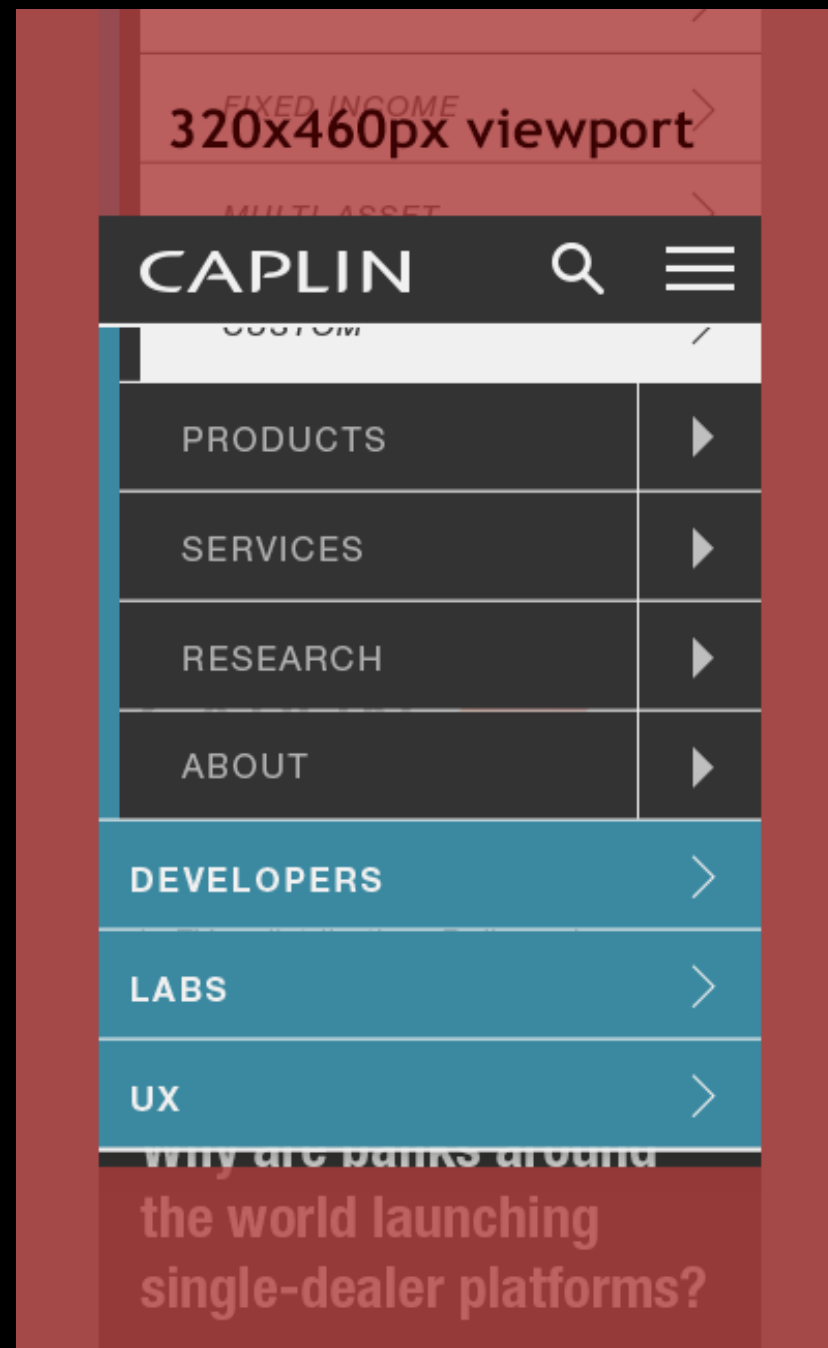 FIXED INCOME
320x460px viewport
MULTI ASSET
CAPLIN
CUSTOM
PRODUCTS
SERVICES
RESEARCH
ABOUT
DEVELOPERS
LABS
UX
Why are banks around
the world launching
single-dealer platforms?